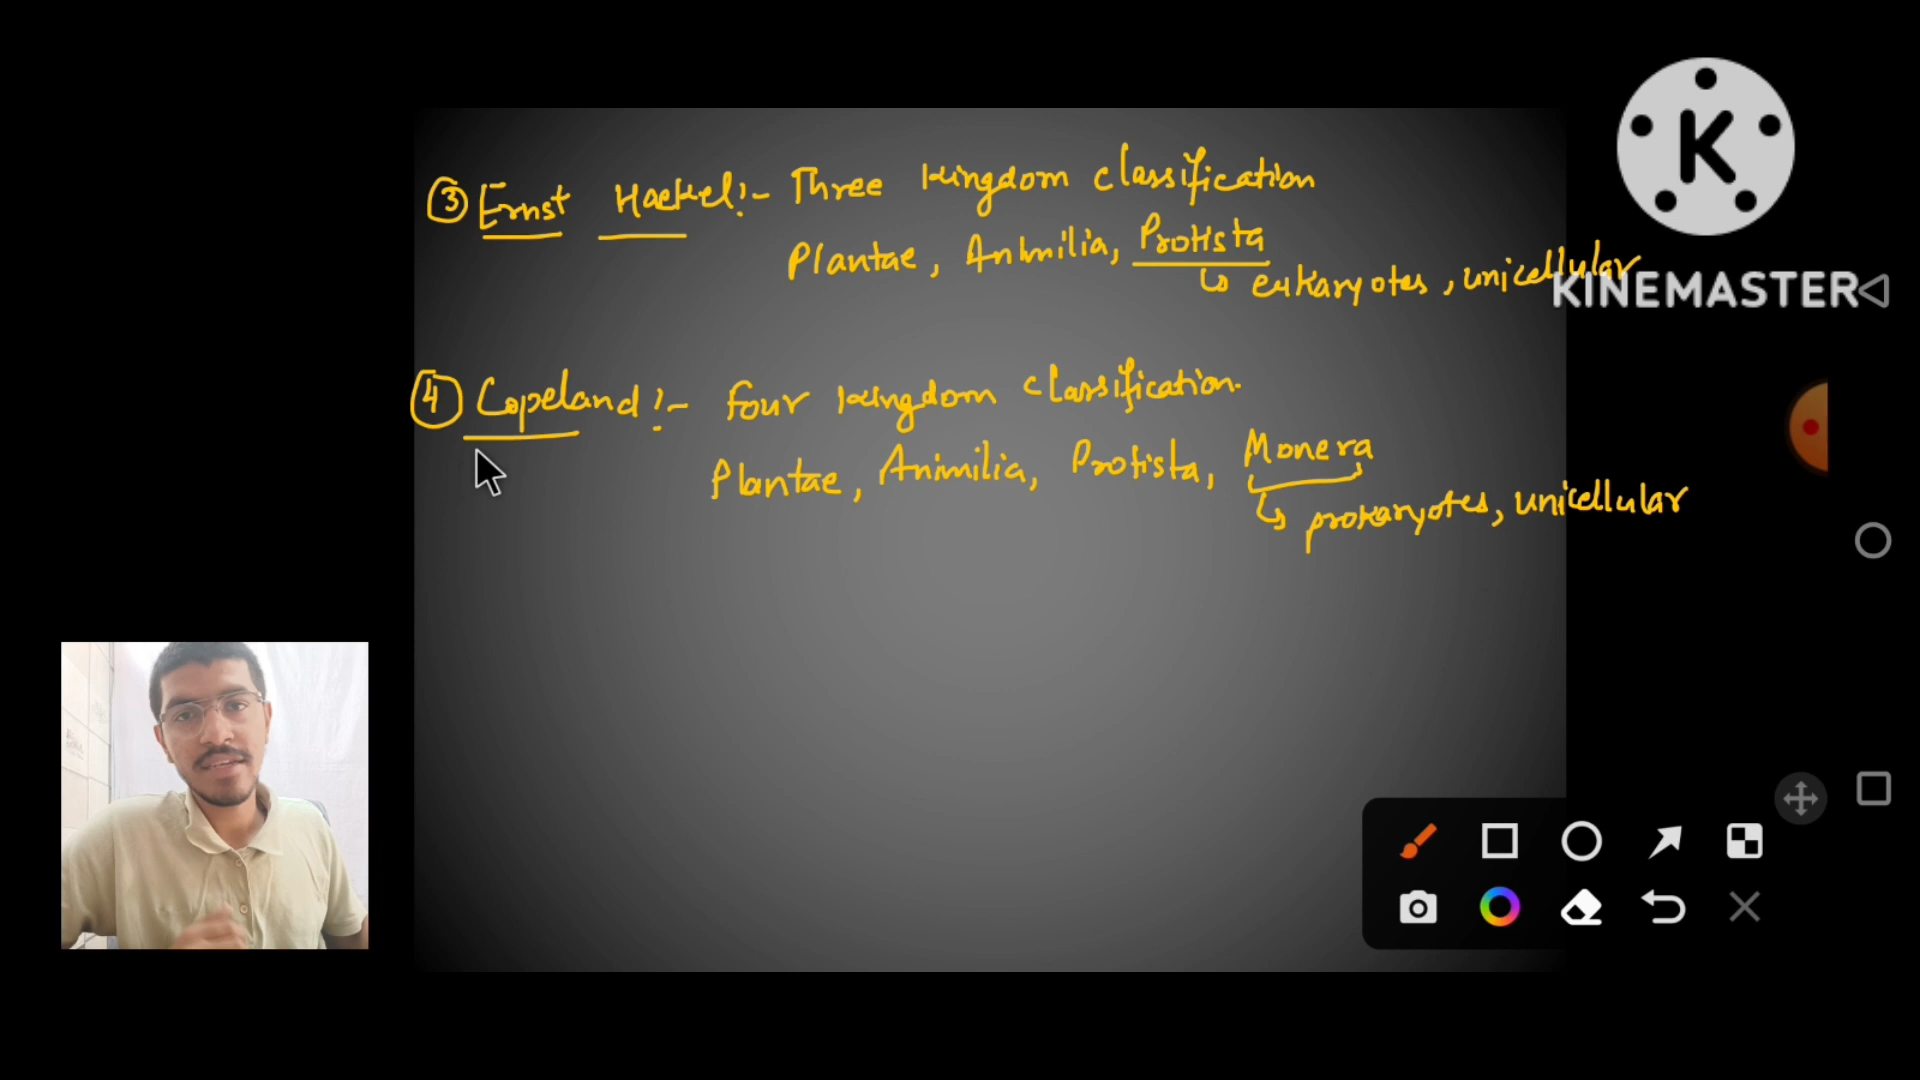 ③ Ernst Haekel:- Three kingdom classification
Plantae, Animilia, Protista
↳ eukaryotes, unicellular
KINEMASTER
④ Copeland:- four kingdom classification.
Plantae, Animilia, Protista, Monera
↳ prokaryotes, unicellular